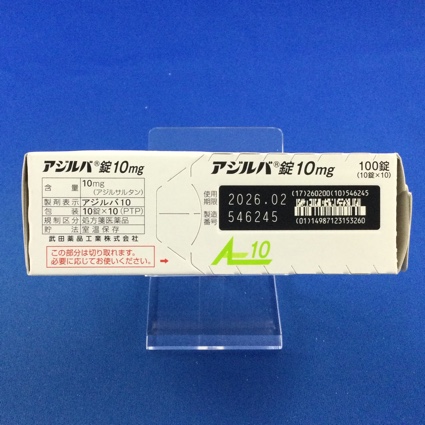 アジルバ®錠10mg
含 量 10mg
(アジルサルタン)
製剤表示 アジルバ10
包 装 10錠×10(PTP)
規制区分 処方箋医薬品
貯 法 室温保存
武田薬品工業株式会社
この部分は切り取れます。
必要に応じてお使いください。
アジルバ®錠10mg
100錠
(10錠×10)
使用期限 2026.02
製造番号 546245
(17)260200(10)546245
(01)14987123153260
A 10